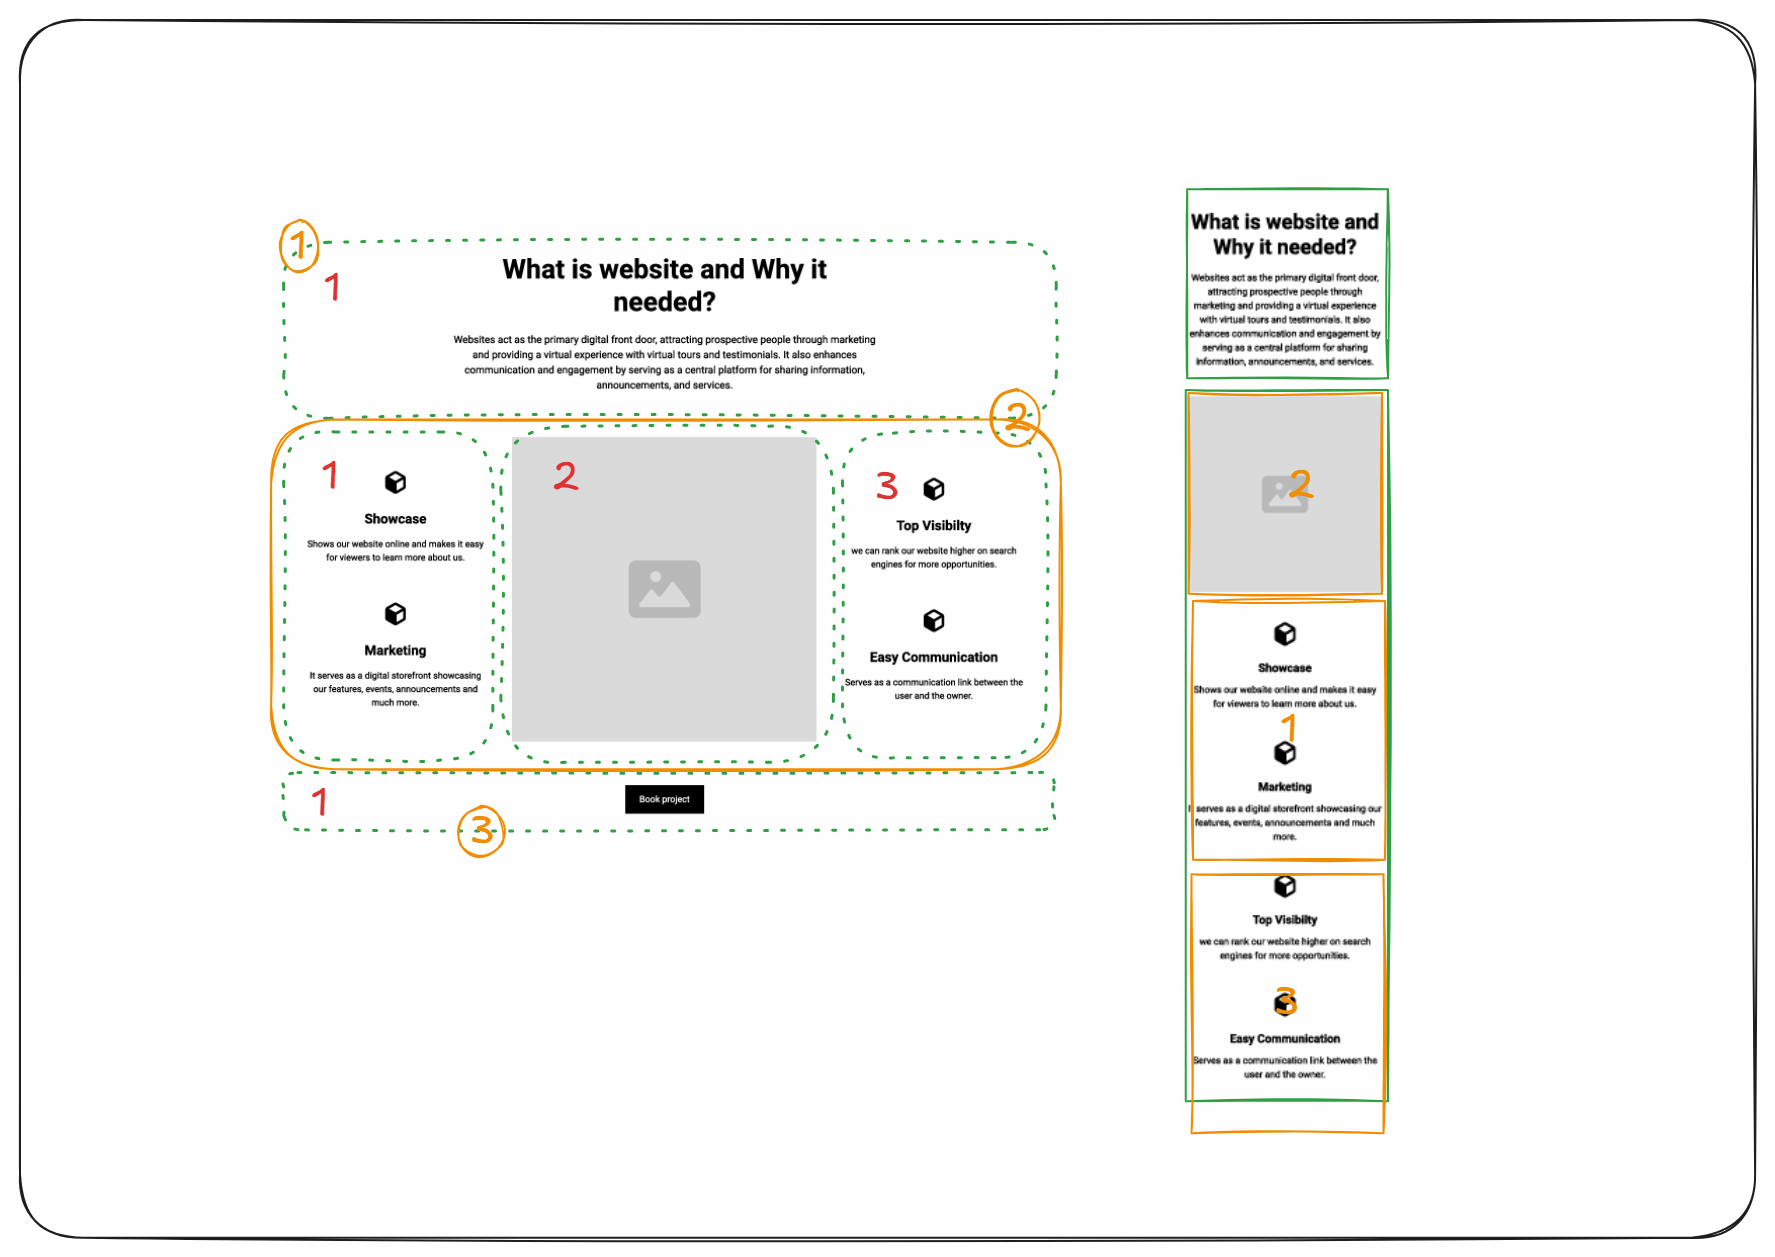 1
1
What is website and Why it
needed?
Websites act as the primary digital front door, attracting prospective people through marketing
and providing a virtual experience with virtual tours and testimonials. It also enhances
communication and engagement by serving as a central platform for sharing information,
announcements, and services.
2
1
Showcase
Shows our website online and makes it easy
for viewers to learn more about us.
Marketing
It serves as a digital storefront showcasing
our features, events, announcements and
much more.
2
3
Top Visibilty
we can rank our website higher on search
engines for more opportunities.
Easy Communication
Serves as a communication link between the
user and the owner.
1
Book project
3
What is website and
Why it needed?
Websites act as the primary digital front door,
attracting prospective people through
marketing and providing a virtual experience
with virtual tours and testimonials. It also
enhances communication and engagement by
serving as a central platform for sharing
information, announcements, and services.
2
Showcase
Shows our website online and makes it easy
for viewers to learn more about us.
1
Marketing
It serves as a digital storefront showcasing our
features, events, announcements and much
more.
Top Visibilty
we can rank our website higher on search
engines for more opportunities.
3
Easy Communication
Serves as a communication link between the
user and the owner.